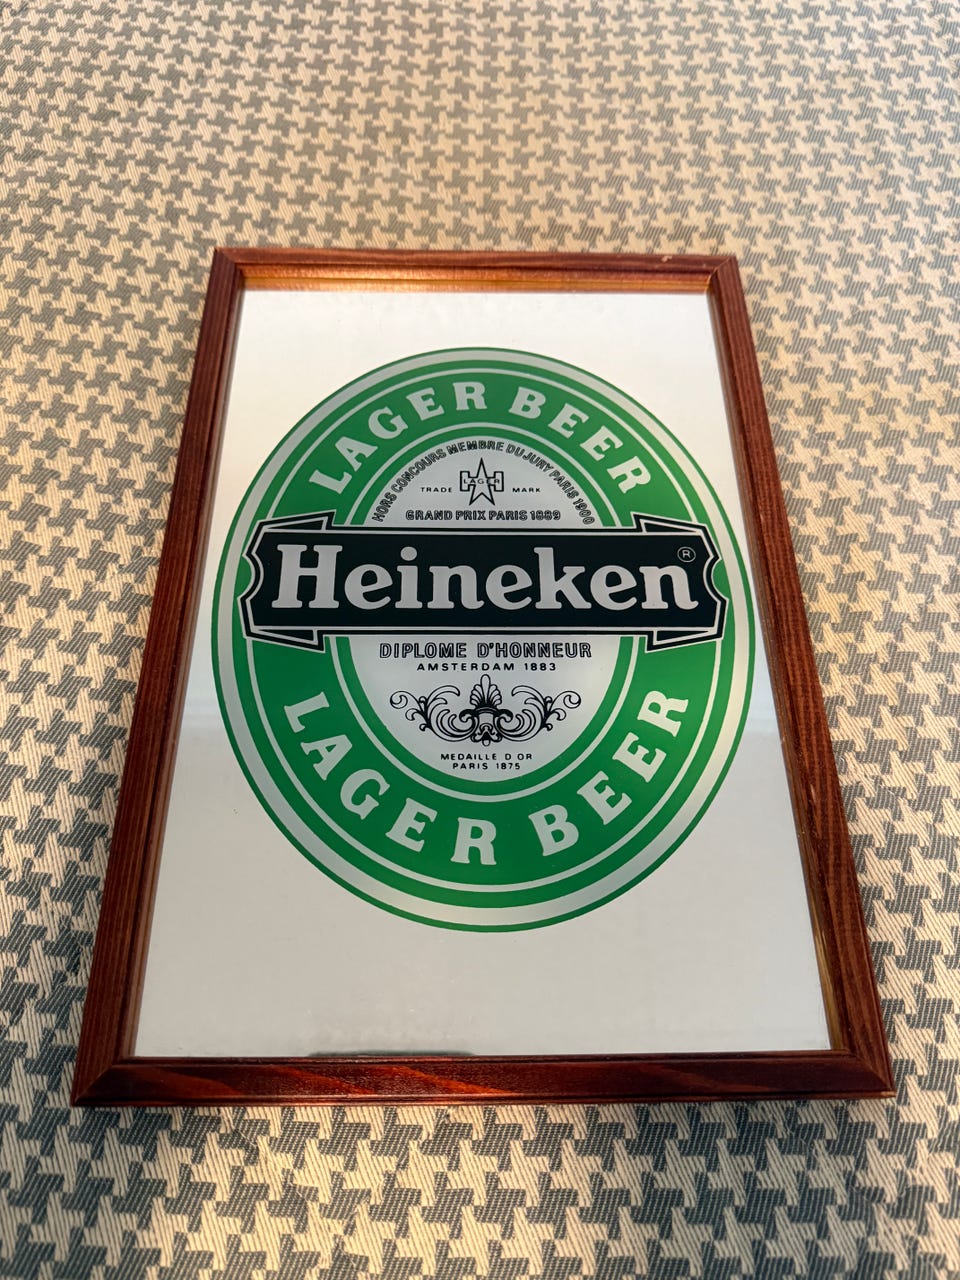 LAGER BEER
HORS CONCOURS MEMBRE DU JURY PARIS 1900
LAGER
TRADE MARK
GRAND PRIX PARIS 1889
Heineken ®
DIPLOME D'HONNEUR
AMSTERDAM 1883
MEDAILLE D OR
PARIS 1875
LAGER BEER